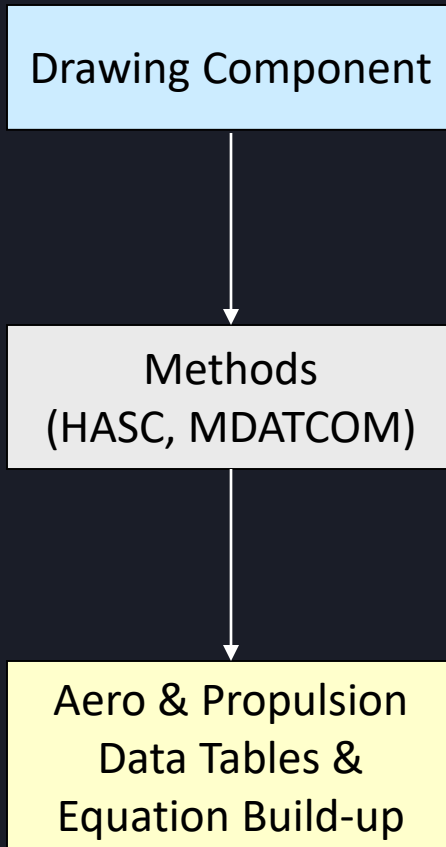 Drawing Component
Methods
(HASC, MDATCOM)
Aero & Propulsion
Data Tables &
Equation Build-up